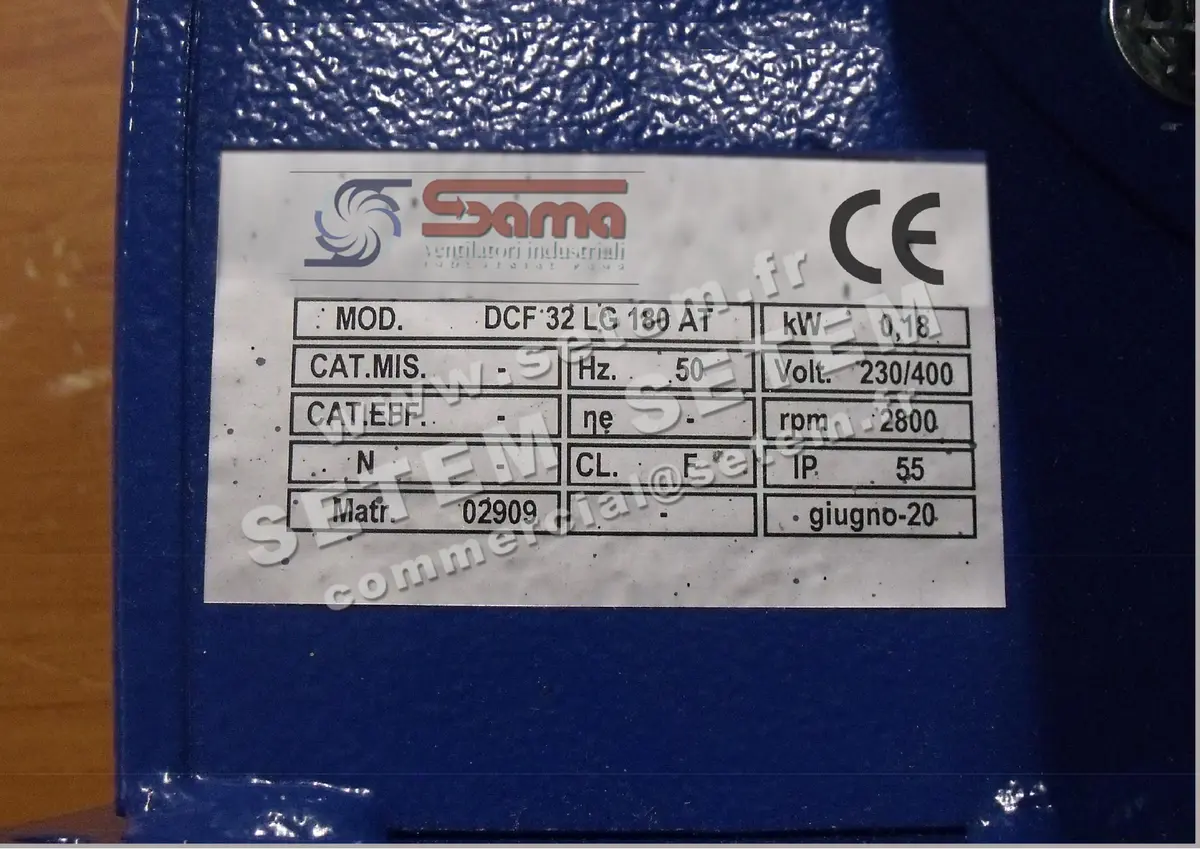 Sama
ventilatori industriali
CE
MOD. DCF 32 LG 180 AT kW 0,18
CAT.MIS. - Hz. 50 Volt. 230/400
CAT.EFF. - ηe - rpm 2800
N - CL. F IP 55
Matr. 02909 - giugno-20
www.setem.fr
SETEM SETEM
commercial@setem.fr